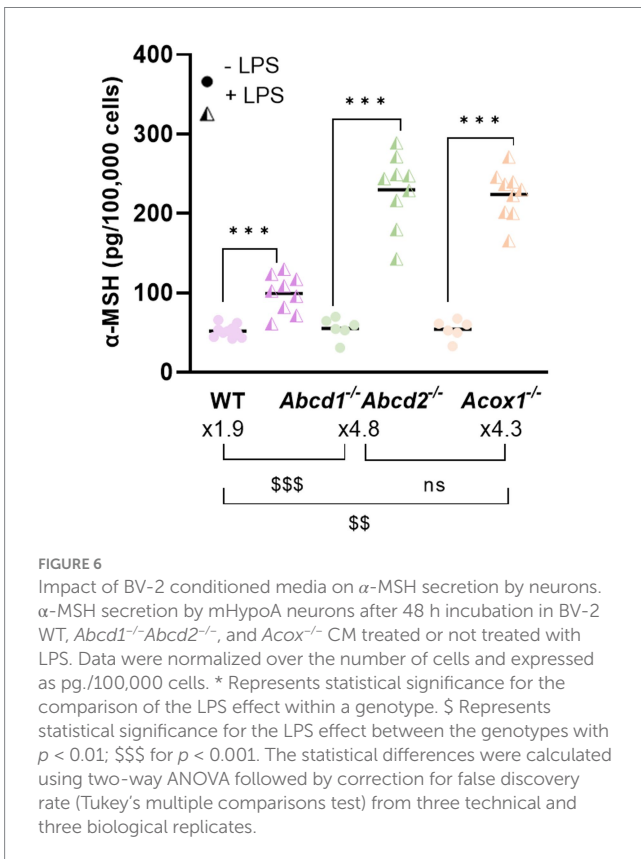 α-MSH (pg/100,000 cells)
400
300
200
100
0
- LPS
+ LPS
***
***
***
WT Abcd1-/-Abcd2-/- Acox1-/-
x1.9 x4.8 x4.3
$$$ ns
$$
FIGURE 6
Impact of BV-2 conditioned media on α-MSH secretion by neurons.
α-MSH secretion by mHypoA neurons after 48 h incubation in BV-2
WT, Abcd1−/−Abcd2−/−, and Acox−/− CM treated or not treated with
LPS. Data were normalized over the number of cells and expressed
as pg./100,000 cells. * Represents statistical significance for the
comparison of the LPS effect within a genotype. $ Represents
statistical significance for the LPS effect between the genotypes with
p < 0.01; $$$ for p < 0.001. The statistical differences were calculated
using two-way ANOVA followed by correction for false discovery
rate (Tukey’s multiple comparisons test) from three technical and
three biological replicates.